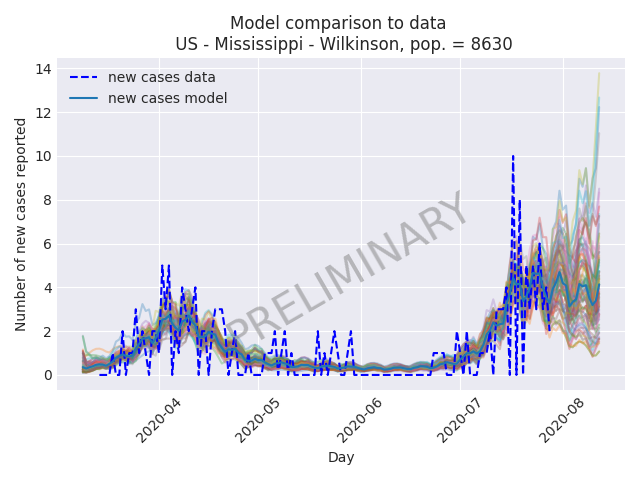 Model comparison to data
US - Mississippi - Wilkinson, pop. = 8630
new cases data
new cases model
Number of new cases reported
14
12
10
8
6
4
2
0
PRELIMINARY
2020-04
2020-05
2020-06
2020-07
2020-08
Day